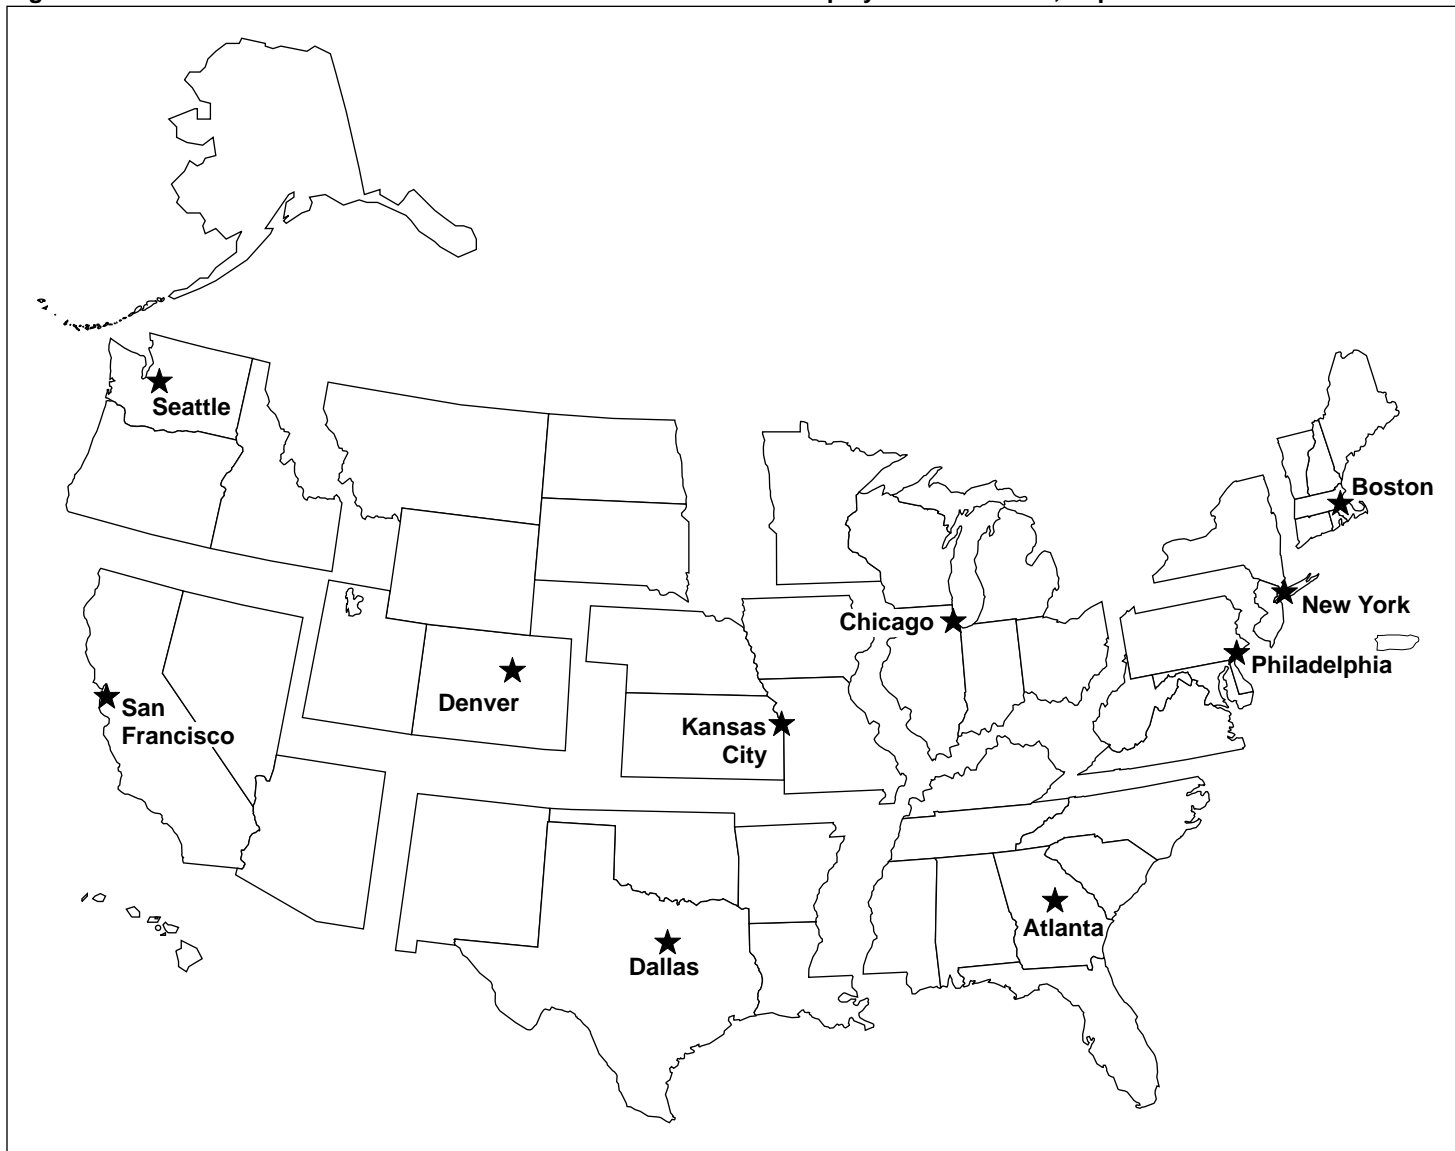 Seattle
Boston
New York
Chicago
Philadelphia
Denver
San
Francisco
Kansas
City
Atlanta
Dallas